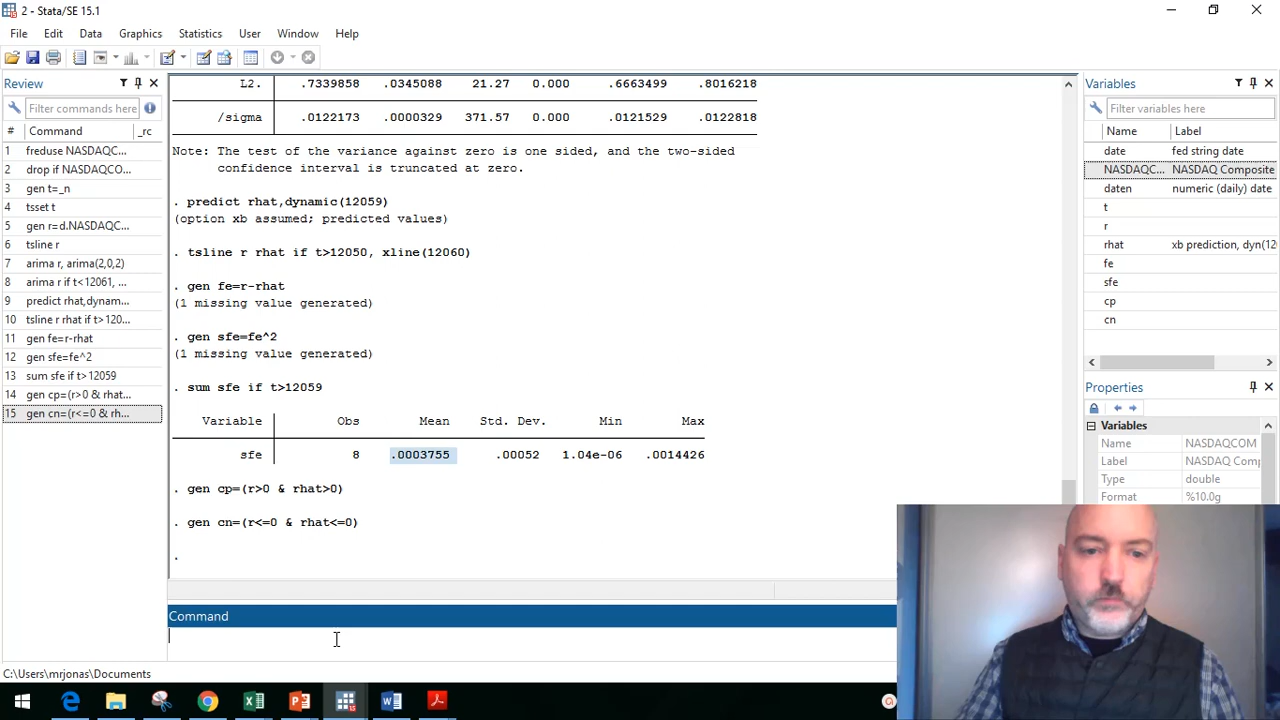 2 - Stata/SE 15.1
File Edit Data Graphics Statistics User Window Help
Review
Filter commands here
# Command _rc
1 freduse NASDAQC...
2 drop if NASDAQCO...
3 gen t=_n
4 tsset t
5 gen r=d.NASDAQC...
6 tsline r
7 arima r, arima(2,0,2)
8 arima r if t<12061, ...
9 predict rhat,dynam...
10 tsline r rhat if t>120...
11 gen fe=r-rhat
12 gen sfe=fe^2
13 sum sfe if t>12059
14 gen cp=(r>0 & rhat...
15 gen cn=(r<=0 & rh...
L2. .7339858 .0345088 21.27 0.000 .6663499 .8016218
/sigma .0122173 .0000329 371.57 0.000 .0121529 .0122818
Note: The test of the variance against zero is one sided, and the two-sided
confidence interval is truncated at zero.
. predict rhat,dynamic(12059)
(option xb assumed; predicted values)
. tsline r rhat if t>12050, xline(12060)
. gen fe=r-rhat
(1 missing value generated)
. gen sfe=fe^2
(1 missing value generated)
. sum sfe if t>12059
Variable Obs Mean Std. Dev. Min Max
sfe 8 .0003755 .00052 1.04e-06 .0014426
. gen cp=(r>0 & rhat>0)
. gen cn=(r<=0 & rhat<=0)
.
Command
C:\Users\mrjonas\Documents
Variables
Filter variables here
Name Label
date fed string date
NASDAQC... NASDAQ Composite
daten numeric (daily) date
t
r
rhat xb prediction, dyn(12
fe
sfe
cp
cn
Properties
Variables
Name NASDAQCOM
Label NASDAQ Comp
Type double
Format %10.0g